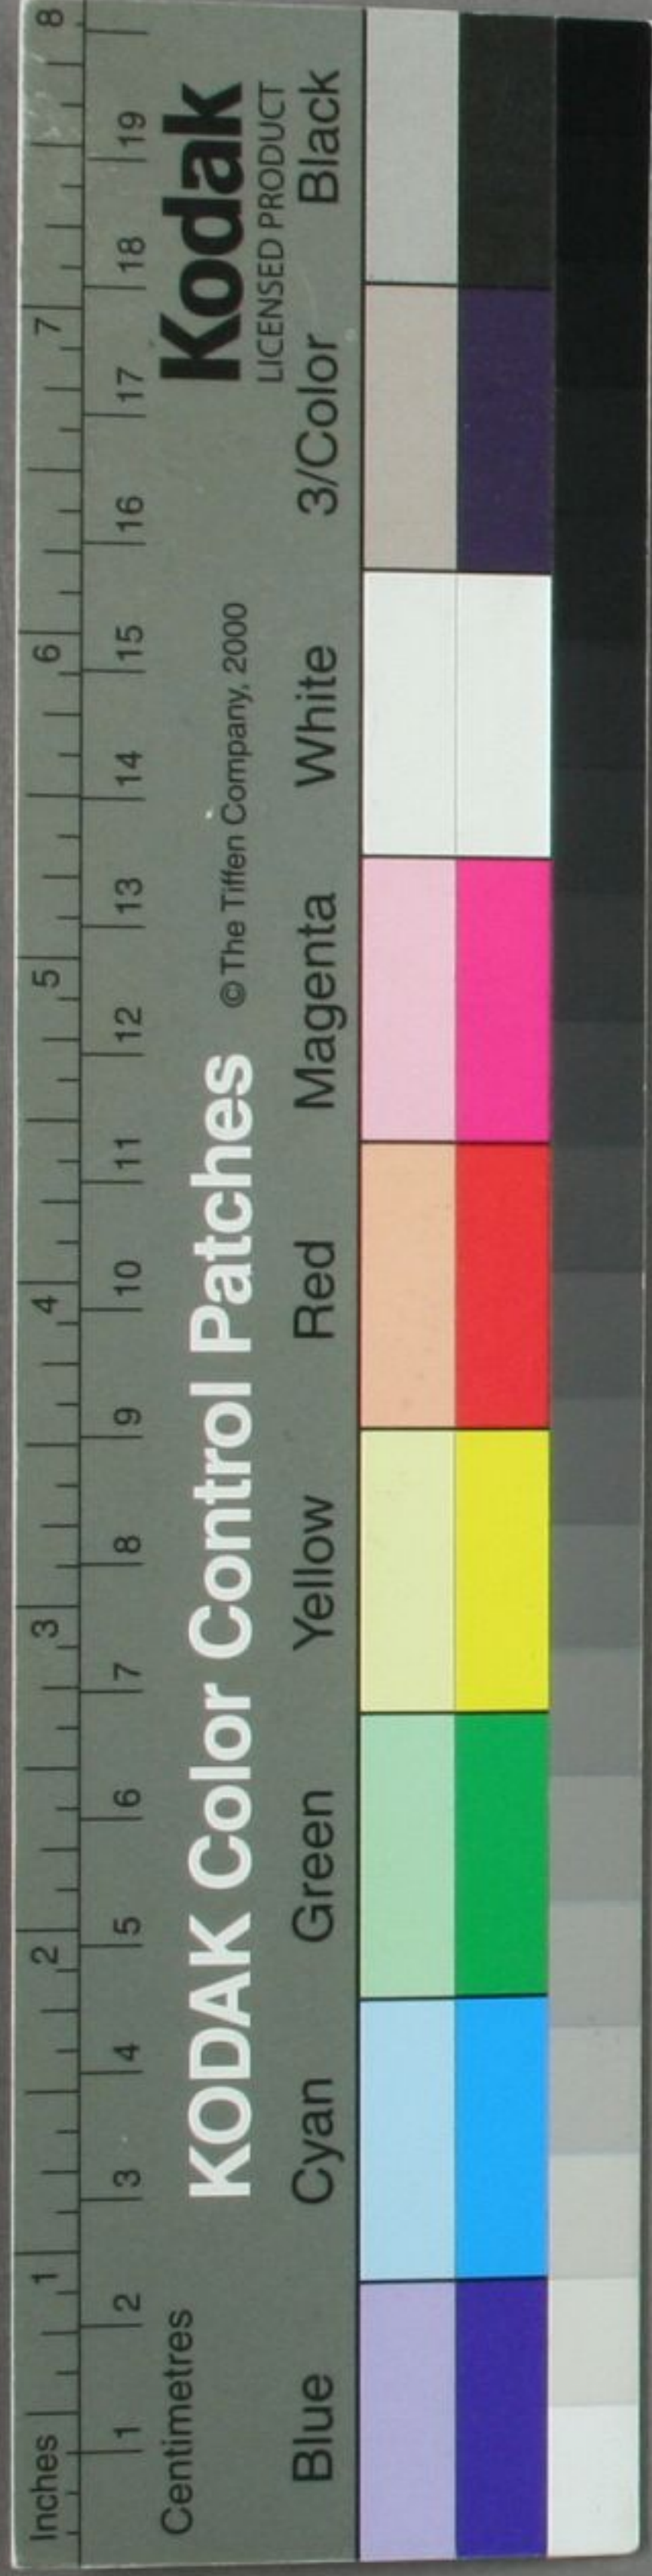 Inches 1 2 3 4 5 6 7 8
1 2 3 4 5 6 7 8 9 10 11 12 13 14 15 16 17 18 19
Centimetres
KODAK Color Control Patches © The Tiffen Company, 2000
Kodak
LICENSED PRODUCT
Blue Cyan Green Yellow Red Magenta White 3/Color Black